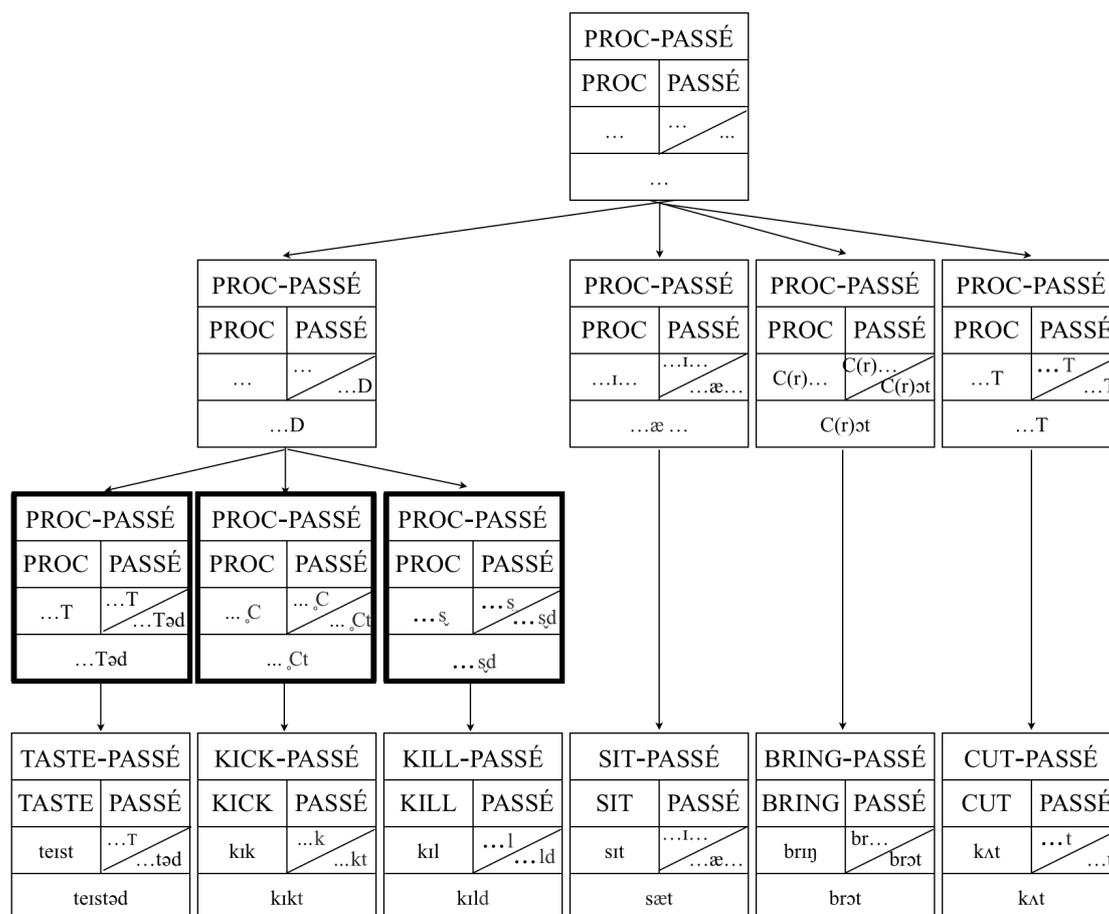 PROC-PASSÉ
PROC PASSÉ
… … …
…
PROC-PASSÉ PROC-PASSÉ PROC-PASSÉ PROC-PASSÉ
PROC PASSÉ PROC PASSÉ PROC PASSÉ PROC PASSÉ
… … …D …ɪ… …ɪ… …æ… C(r)… C(r)… C(r)ɔt …T …T
…D …æ … C(r)ɔt …T
PROC-PASSÉ PROC-PASSÉ PROC-PASSÉ
PROC PASSÉ PROC PASSÉ PROC PASSÉ
…T …T …Təd ... ˳C ... ˳C ... ˳Ct …s̬ …s̬d
…Təd ... ˳Ct …s̬d
TASTE-PASSÉ KICK-PASSÉ KILL-PASSÉ SIT-PASSÉ BRING-PASSÉ CUT-PASSÉ
TASTE PASSÉ KICK PASSÉ KILL PASSÉ SIT PASSÉ BRING PASSÉ CUT PASSÉ
teɪst …T …təd kɪk …k …kt kɪl …l …ld sɪt …ɪ… …æ… brɪŋ br… brɔt kʌt …t
teɪstəd kɪkt kɪld sæt brɔt kʌt